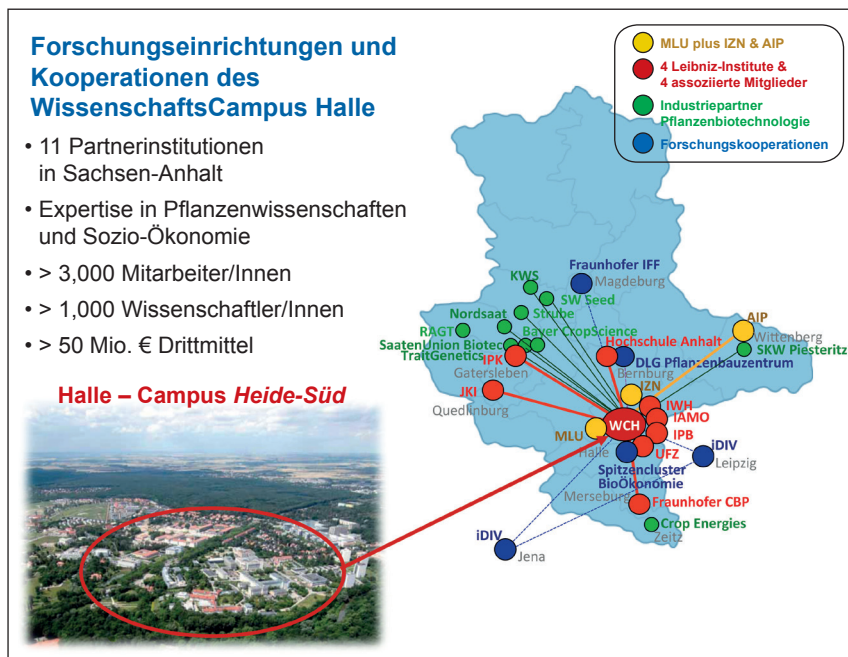 Forschungseinrichtungen und
Kooperationen des
WissenschaftsCampus Halle
• 11 Partnerinstitutionen
in Sachsen-Anhalt
• Expertise in Pflanzenwissenschaften
und Sozio-Ökonomie
• > 3,000 Mitarbeiter/Innen
• > 1,000 Wissenschaftler/Innen
• > 50 Mio. € Drittmittel
Halle – Campus Heide-Süd
MLU plus IZN & AIP
4 Leibniz-Institute &
4 assoziierte Mitglieder
Industriepartner
Pflanzenbiotechnologie
Forschungskooperationen
Fraunhofer IFF
Magdeburg
KWS
SW Seed
Strube
Nordsaat
RAGT
Bayer CropScience
SaatenUnion Biotec
TraitGenetics
IPK
Gatersleben
JKI
Quedlinburg
Hochschule Anhalt
DLG Pflanzenbauzentrum
Bernburg
AIP
Wittenberg
SKW Piesteritz
IZN
IWH
IAMO
WCH
IPB
MLU
UFZ
Halle
iDIV
Leipzig
Spitzencluster
BioÖkonomie
Merseburg
Fraunhofer CBP
Crop Energies
Zeitz
iDIV
Jena